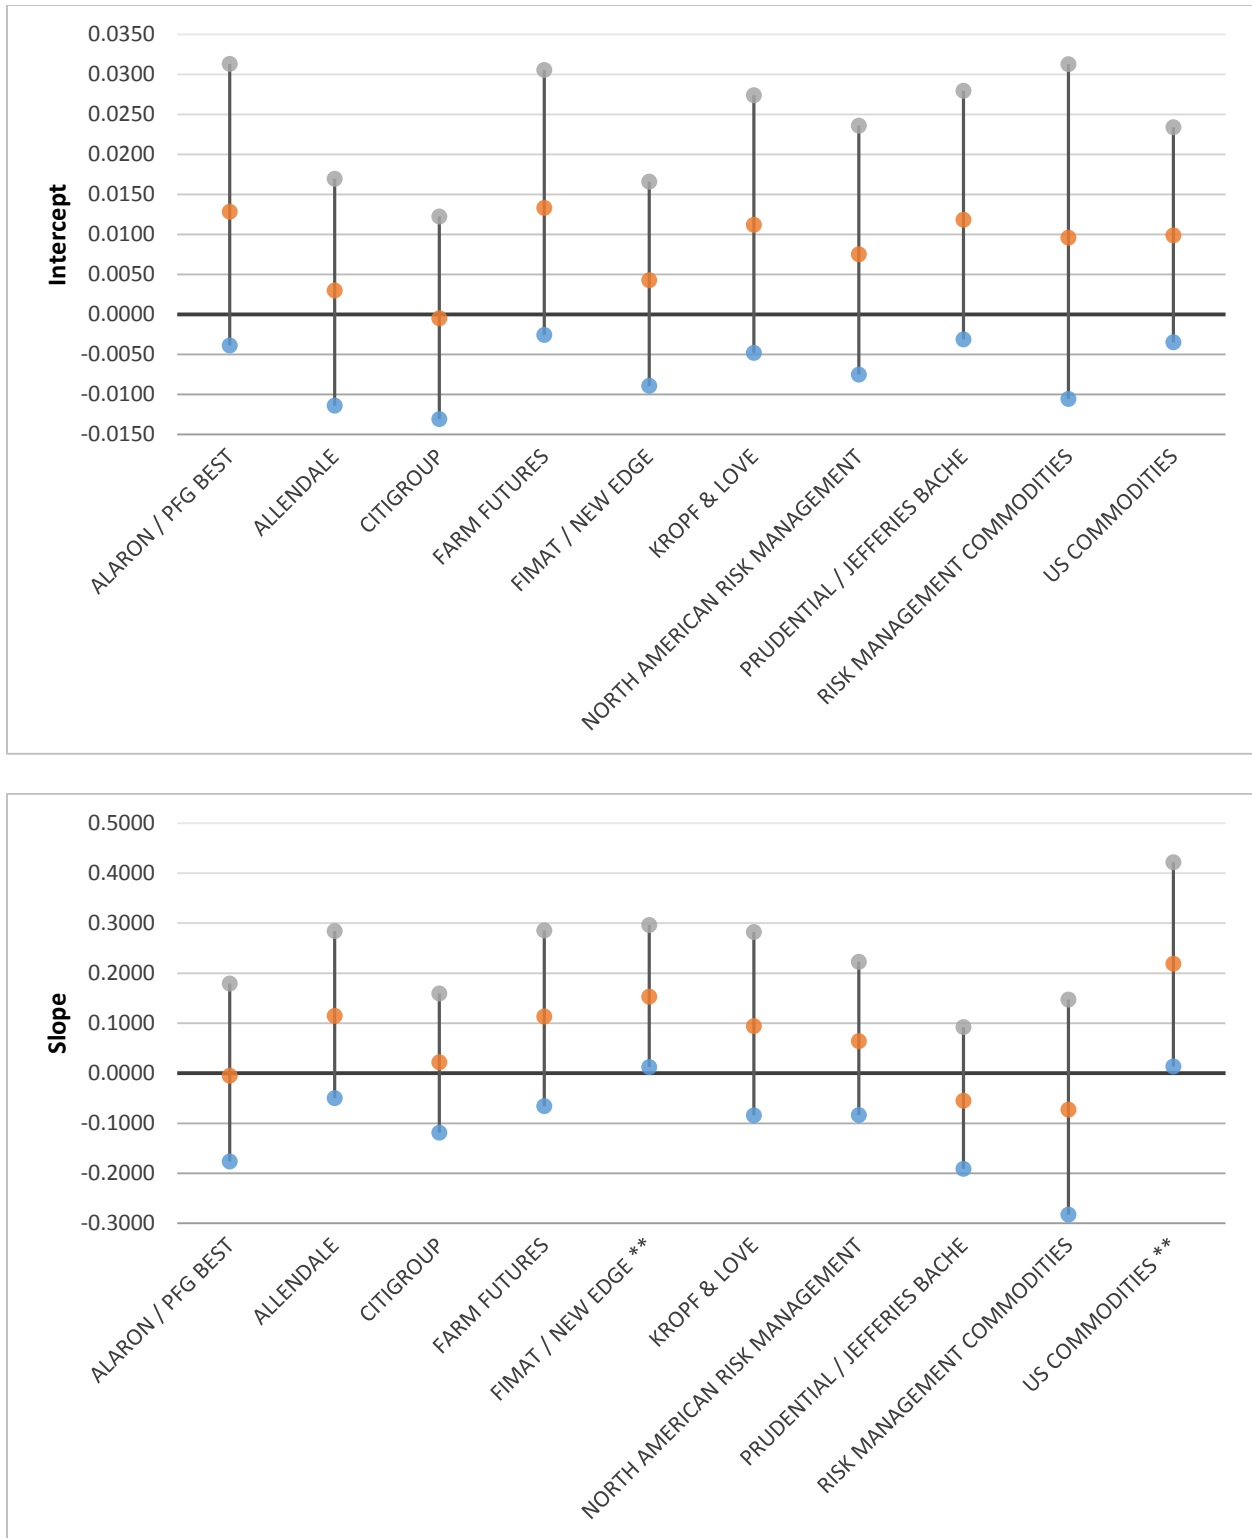 0.0350
0.0300
0.0250
0.0200
0.0150
0.0100
0.0050
0.0000
-0.0050
-0.0100
-0.0150
Intercept
ALARON / PFG BEST
ALLENDALE
CITIGROUP
FARM FUTURES
FIMAT / NEW EDGE
KROPF & LOVE
NORTH AMERICAN RISK MANAGEMENT
PRUDENTIAL / JEFFERIES BACHE
RISK MANAGEMENT COMMODITIES
US COMMODITIES
0.5000
0.4000
0.3000
0.2000
0.1000
0.0000
-0.1000
-0.2000
-0.3000
Slope
ALARON / PFG BEST
ALLENDALE
CITIGROUP
FARM FUTURES
FIMAT / NEW EDGE **
KROPF & LOVE
NORTH AMERICAN RISK MANAGEMENT
PRUDENTIAL / JEFFERIES BACHE
RISK MANAGEMENT COMMODITIES
US COMMODITIES **